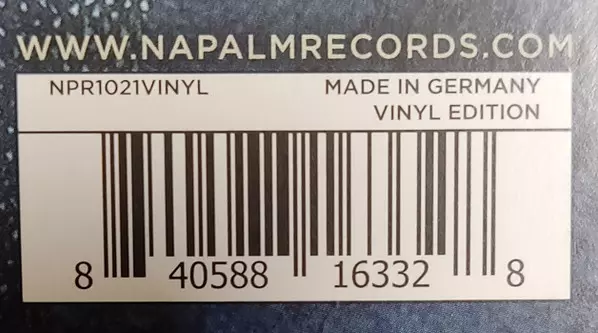 WWW.NAPALMRECORDS.COM
NPR1021VINYL MADE IN GERMANY
VINYL EDITION
8 40588 16332 8